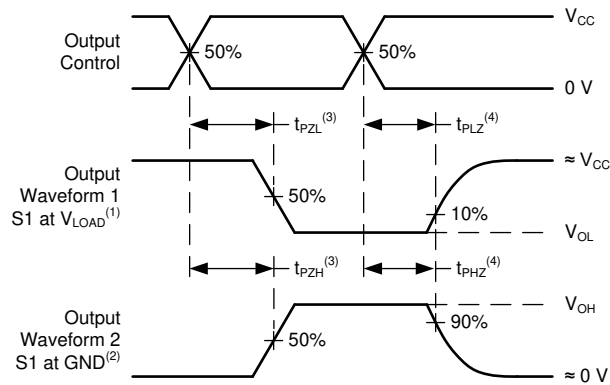 Output
Control
50%
50%
V_CC
0 V
t_PZL^(3)
t_PLZ^(4)
Output
Waveform 1
S1 at V_LOAD^(1)
50%
10%
≈ V_CC
V_OL
t_PZH^(3)
t_PHZ^(4)
Output
Waveform 2
S1 at GND^(2)
50%
90%
V_OH
≈ 0 V